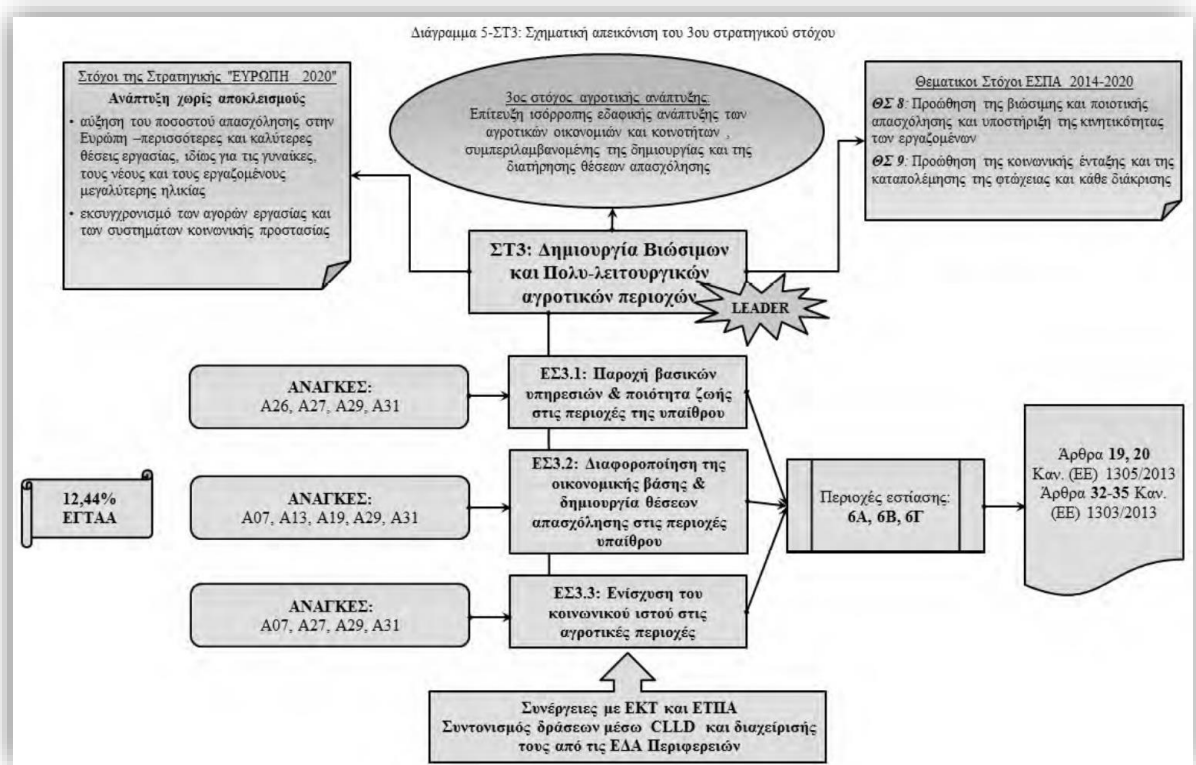 Διάγραμμα 5-ΣΤ3: Σχηματική απεικόνιση του 3ου στρατηγικού στόχου
Στόχοι της Στρατηγικής "ΕΥΡΩΠΗ 2020"
Ανάπτυξη χωρίς αποκλεισμούς
• αύξηση του ποσοστού απασχόλησης στην
Ευρώπη –περισσότερες και καλύτερες
θέσεις εργασίας, ιδίως για τις γυναίκες,
τους νέους και τους εργαζομένους
μεγαλύτερης ηλικίας
• εκσυγχρονισμό των αγορών εργασίας και
των συστημάτων κοινωνικής προστασίας
3ος στόχος αγροτικής ανάπτυξης:
Επίτευξη ισόρροπης εδαφικής ανάπτυξης των
αγροτικών οικονομιών και κοινοτήτων ,
συμπεριλαμβανομένης της δημιουργίας και της
διατήρησης θέσεων απασχόλησης
Θεματικοι Στόχοι ΕΣΠΑ 2014-2020
ΘΣ 8: Προώθηση της βιώσιμης και ποιοτικής
απασχόλησης και υποστήριξη της κινητικότητας
των εργαζομένων
ΘΣ 9: Προώθηση της κοινωνικής ένταξης και της
καταπολέμησης της φτώχειας και κάθε διάκρισης
ΣΤ3: Δημιουργία Βιώσιμων
και Πολυ-λειτουργικών
αγροτικών περιοχών
LEADER
ΑΝΑΓΚΕΣ:
Α26, Α27, Α29, Α31
ΕΣ3.1: Παροχή βασικών
υπηρεσιών & ποιότητα ζωής
στις περιοχές της υπαίθρου
12,44%
ΕΓΤΑΑ
ΑΝΑΓΚΕΣ:
Α07, Α13, Α19, Α29, Α31
ΕΣ3.2: Διαφοροποίηση της
οικονομικής βάσης &
δημιουργία θέσεων
απασχόλησης στις περιοχές
υπαίθρου
Περιοχές εστίασης:
6Α, 6Β, 6Γ
Άρθρα 19, 20
Καν. (ΕΕ) 1305/2013
Άρθρα 32-35 Καν.
(ΕΕ) 1303/2013
ΑΝΑΓΚΕΣ:
Α07, Α27, Α29, Α31
ΕΣ3.3: Ενίσχυση του
κοινωνικού ιστού στις
αγροτικές περιοχές
Συνέργειες με ΕΚΤ και ΕΤΠΑ
Συντονισμός δράσεων μέσω CLLD και διαχείρισής
τους από τις ΕΔΑ Περιφερειών